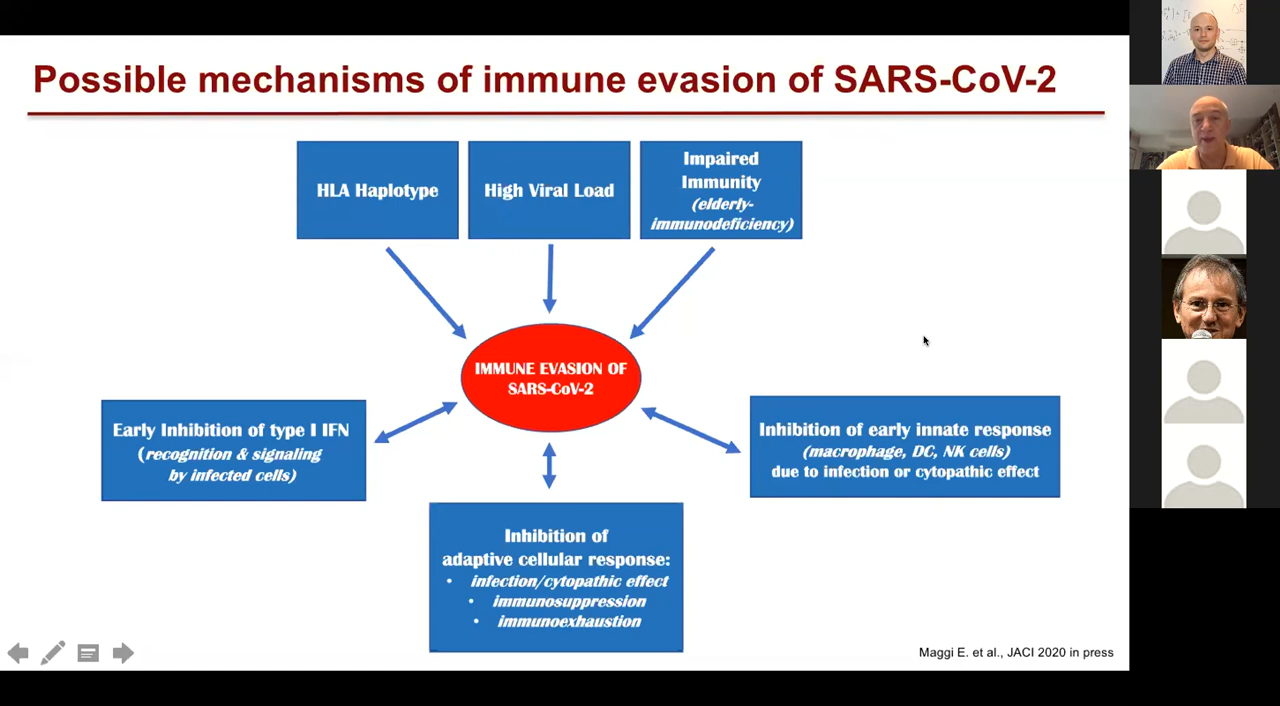 Possible mechanisms of immune evasion of SARS-CoV-2
HLA Haplotype
High Viral Load
Impaired
Immunity
(elderly-
immunodeficiency)
IMMUNE EVASION OF
SARS-CoV-2
Early Inhibition of type I IFN
(recognition & signaling
by infected cells)
Inhibition of early innate response
(macrophage, DC, NK cells)
due to infection or cytopathic effect
Inhibition of
adaptive cellular response:
• infection/cytopathic effect
• immunosuppression
• immunoexhaustion
Maggi E. et al., JACI 2020 in press